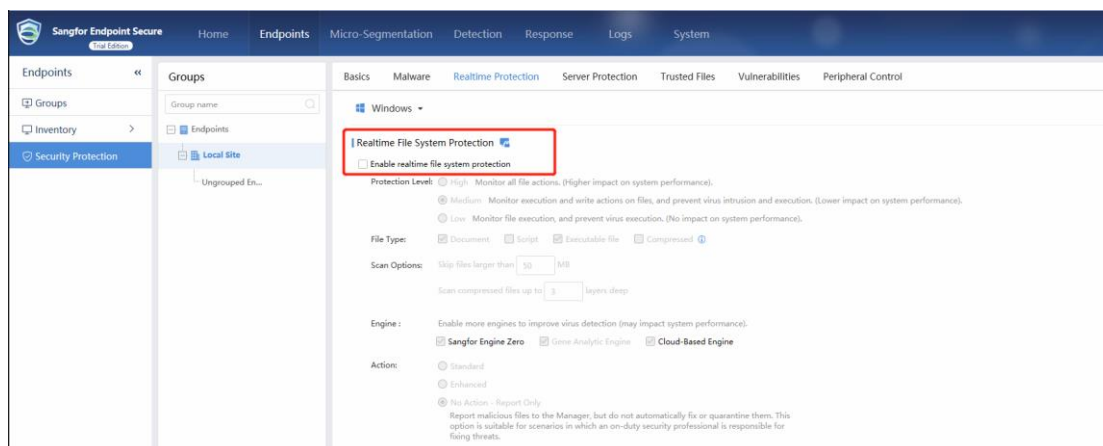 Sangfor Endpoint Secure
Trial Edition
Home Endpoints Micro-Segmentation Detection Response Logs System
Endpoints «
Groups
Inventory >
Security Protection
Groups
Group name
Endpoints
Local Site
Ungrouped En...
Basics Malware Realtime Protection Server Protection Trusted Files Vulnerabilities Peripheral Control
Windows
Realtime File System Protection
Enable realtime file system protection
Protection Level: High Monitor all file actions. (Higher impact on system performance).
Medium Monitor execution and write actions on files, and prevent virus intrusion and execution. (Lower impact on system performance).
Low Monitor file execution, and prevent virus execution. (No impact on system performance).
File Type: Document Script Executable file Compressed
Scan Options: Skip files larger than 50 MB
Scan compressed files up to 3 layers deep
Engine : Enable more engines to improve virus detection (may impact system performance).
Sangfor Engine Zero Gene Analytic Engine Cloud-Based Engine
Action: Standard
Enhanced
No Action - Report Only
Report malicious files to the Manager, but do not automatically fix or quarantine them. This
option is suitable for scenarios in which an on-duty security professional is responsible for
fixing threats.